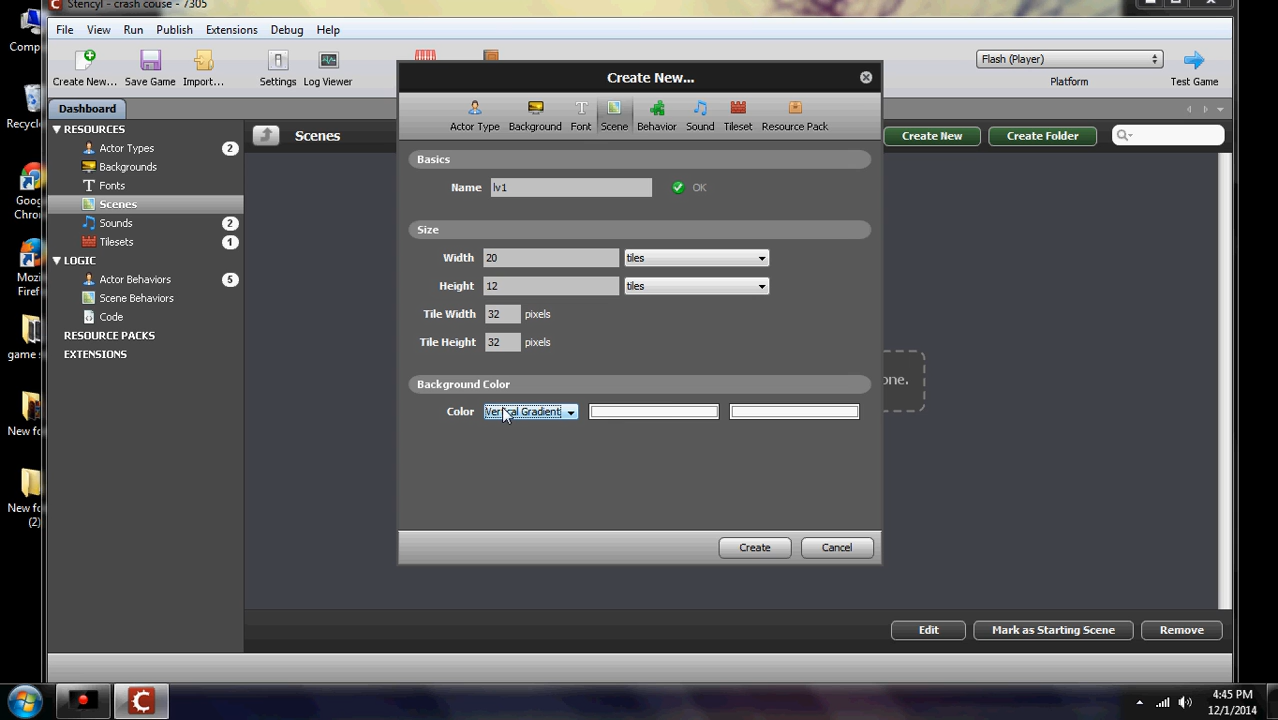 Stencyl - crash couse - 7305
File View Run Publish Extensions Debug Help
Create New... Save Game Import... Settings Log Viewer
Flash (Player)
Platform Test Game
Dashboard
RESOURCES
Actor Types 2
Backgrounds
Fonts
Scenes
Sounds 2
Tilesets 1
LOGIC
Actor Behaviors 5
Scene Behaviors
Code
RESOURCE PACKS
EXTENSIONS
Scenes
Create New Create Folder
Create New...
Actor Type Background Font Scene Behavior Sound Tileset Resource Pack
Basics
Name lv1 OK
Size
Width 20 tiles
Height 12 tiles
Tile Width 32 pixels
Tile Height 32 pixels
Background Color
Color Vertical Gradient
Create Cancel
one.
Edit Mark as Starting Scene Remove
Comp
Recyc
Goog
Chron
Mozi
Firef
game s
New fo
New fo
(2)
4:45 PM
12/1/2014